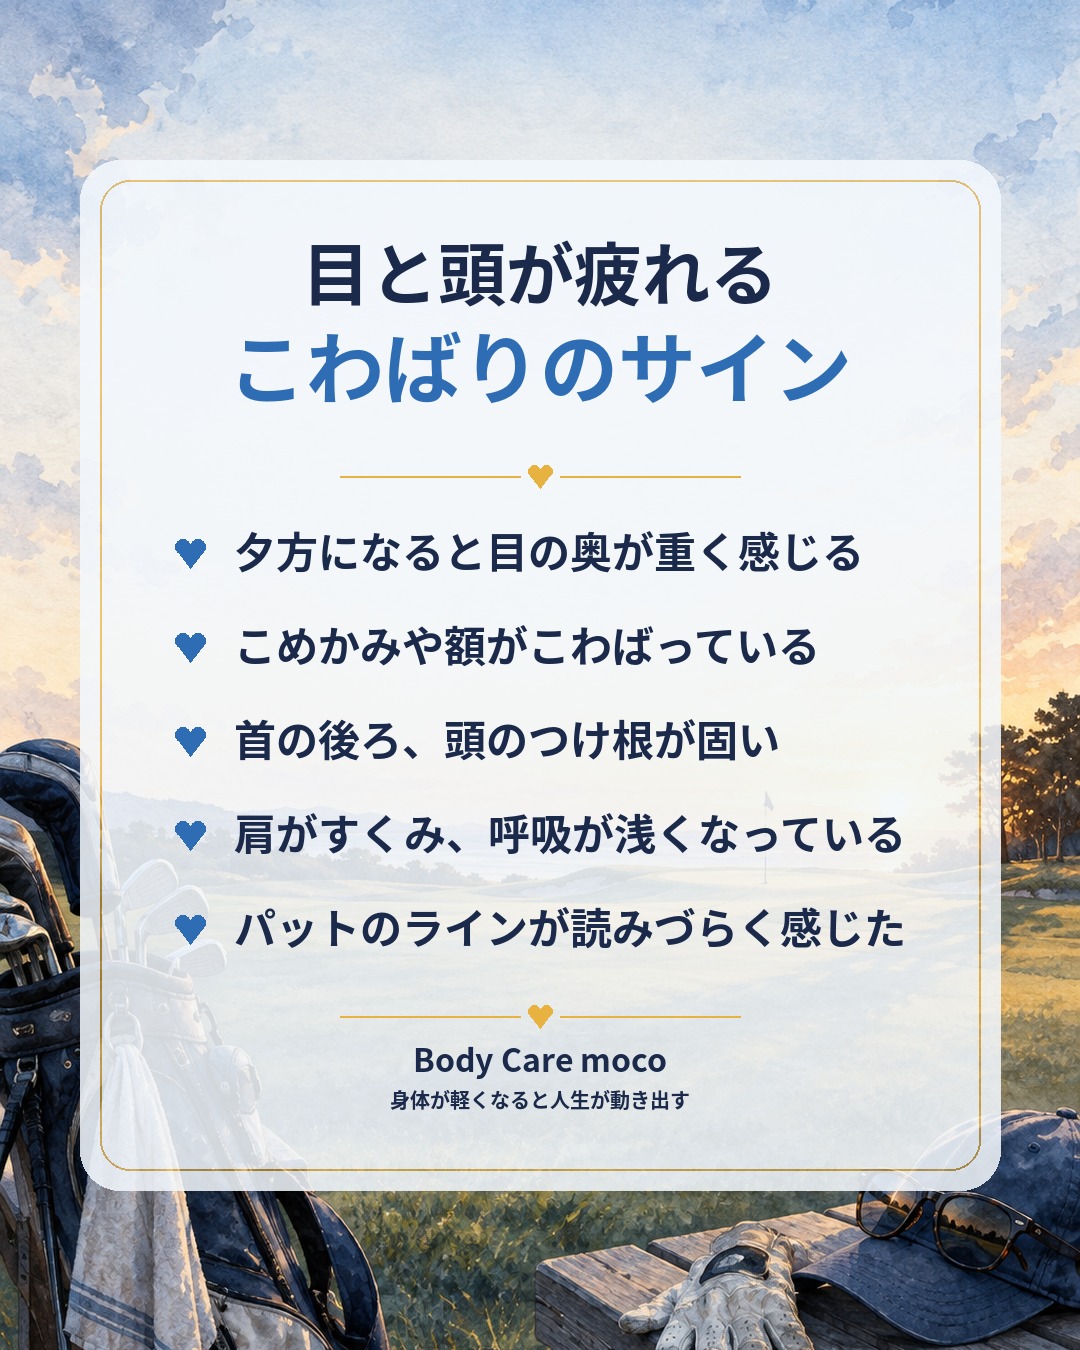 目と頭が疲れる
こわばりのサイン
夕方になると目の奥が重く感じる
こめかみや額がこわばっている
首の後ろ、頭のつけ根が固い
肩がすくみ、呼吸が浅くなっている
パットのラインが読みづらく感じた
Body Care moco
身体が軽くなると人生が動き出す